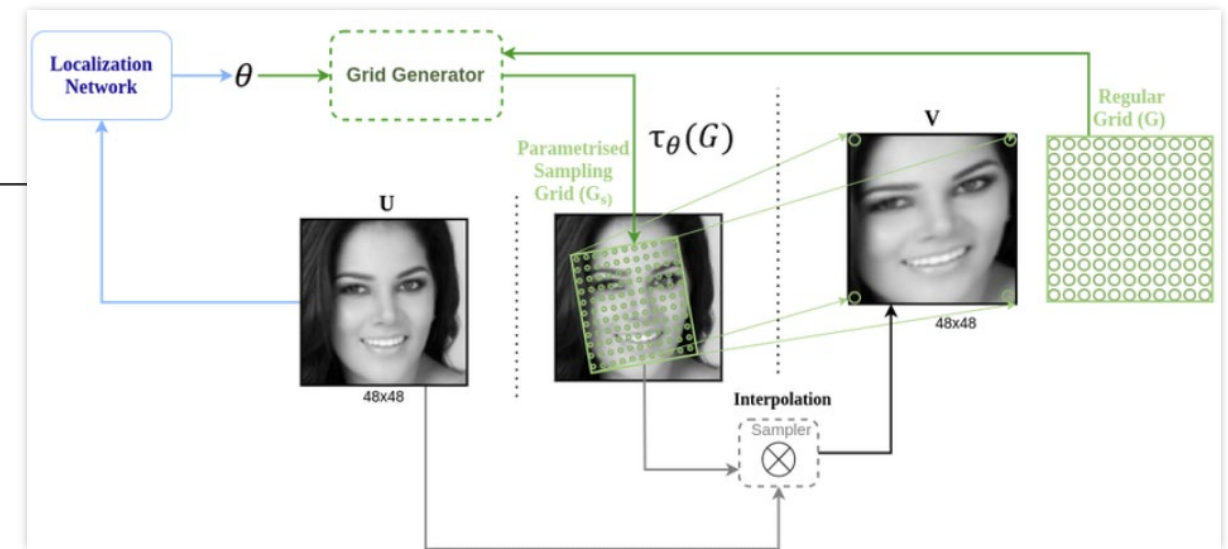 Localization
Network
θ
Grid Generator
Regular
Grid (G)
V
τθ(G)
Parametrised
Sampling
Grid (Gs)
U
48x48
48x48
Interpolation
Sampler